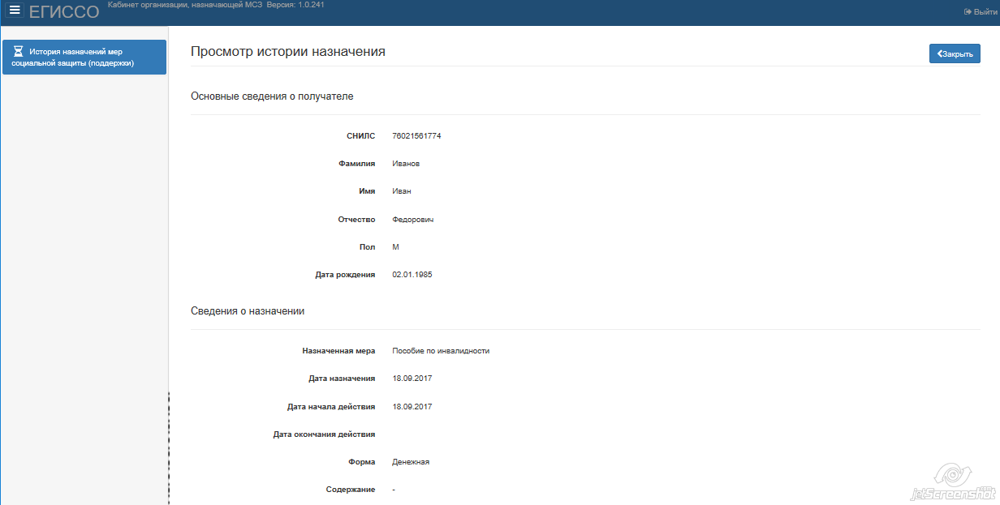 ЕГИССО
Кабинет организации, назначающей МСЗ Версия: 1.0.241
Выйти
История назначений мер
социальной защиты (поддержки)
Просмотр истории назначения
Закрыть
Основные сведения о получателе
СНИЛС 76021561774
Фамилия Иванов
Имя Иван
Отчество Федорович
Пол М
Дата рождения 02.01.1985
Сведения о назначении
Назначенная мера Пособие по инвалидности
Дата назначения 18.09.2017
Дата начала действия 18.09.2017
Дата окончания действия
Форма Денежная
Содержание -
jetScreenshot.com